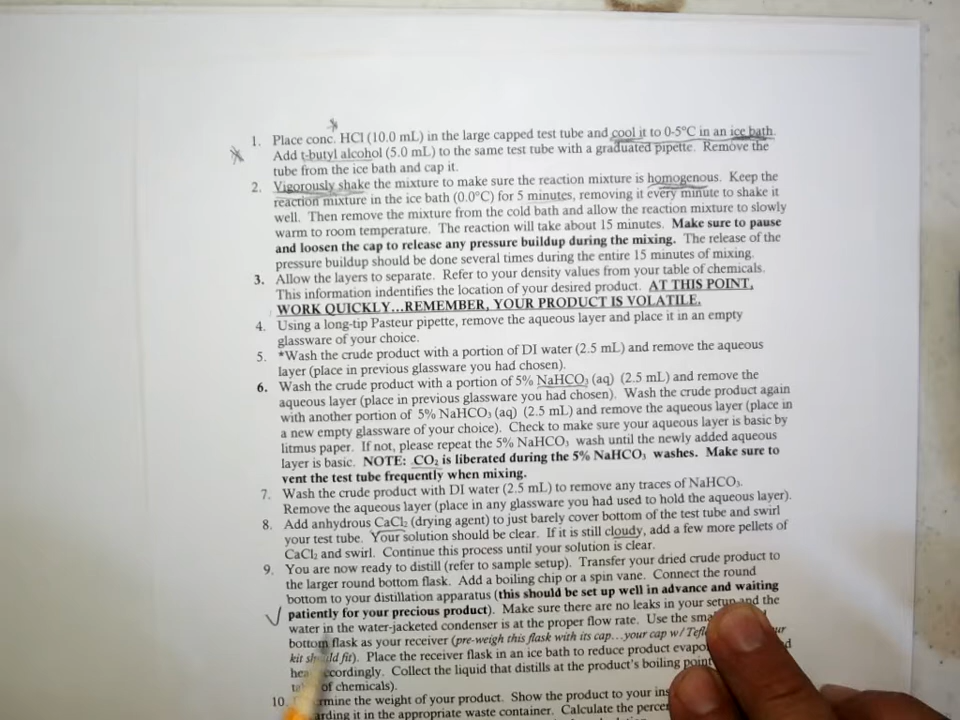 1. Place conc. HCl (10.0 mL) in the large capped test tube and cool it to 0-5°C in an ice bath.
Add t-butyl alcohol (5.0 mL) to the same test tube with a graduated pipette. Remove the
tube from the ice bath and cap it.
2. Vigorously shake the mixture to make sure the reaction mixture is homogenous. Keep the
reaction mixture in the ice bath (0.0°C) for 5 minutes, removing it every minute to shake it
well. Then remove the mixture from the cold bath and allow the reaction mixture to slowly
warm to room temperature. The reaction will take about 15 minutes. Make sure to pause
and loosen the cap to release any pressure buildup during the mixing. The release of the
pressure buildup should be done several times during the entire 15 minutes of mixing.
3. Allow the layers to separate. Refer to your density values from your table of chemicals.
This information indentifies the location of your desired product. AT THIS POINT,
WORK QUICKLY...REMEMBER, YOUR PRODUCT IS VOLATILE.
4. Using a long-tip Pasteur pipette, remove the aqueous layer and place it in an empty
glassware of your choice.
5. *Wash the crude product with a portion of DI water (2.5 mL) and remove the aqueous
layer (place in previous glassware you had chosen).
6. Wash the crude product with a portion of 5% NaHCO₃ (aq) (2.5 mL) and remove the
aqueous layer (place in previous glassware you had chosen). Wash the crude product again
with another portion of 5% NaHCO₃ (aq) (2.5 mL) and remove the aqueous layer (place in
a new empty glassware of your choice). Check to make sure your aqueous layer is basic by
litmus paper. If not, please repeat the 5% NaHCO₃ wash until the newly added aqueous
layer is basic. NOTE: CO₂ is liberated during the 5% NaHCO₃ washes. Make sure to
vent the test tube frequently when mixing.
7. Wash the crude product with DI water (2.5 mL) to remove any traces of NaHCO₃.
Remove the aqueous layer (place in any glassware you had used to hold the aqueous layer).
8. Add anhydrous CaCl₂ (drying agent) to just barely cover bottom of the test tube and swirl
your test tube. Your solution should be clear. If it is still cloudy, add a few more pellets of
CaCl₂ and swirl. Continue this process until your solution is clear.
9. You are now ready to distill (refer to sample setup). Transfer your dried crude product to
the larger round bottom flask. Add a boiling chip or a spin vane. Connect the round
bottom to your distillation apparatus (this should be set up well in advance and waiting
patiently for your precious product). Make sure there are no leaks in your setup and the
water in the water-jacketed condenser is at the proper flow rate. Use the
bottom flask as your receiver (pre-weigh this flask with its cap...your cap w/
kit fit). Place the receiver flask in an ice bath to reduce product
Collect the liquid that distills at the product's boiling point
of chemicals).
10. the weight of your product. Show the product to your
it in the appropriate waste container. Calculate the